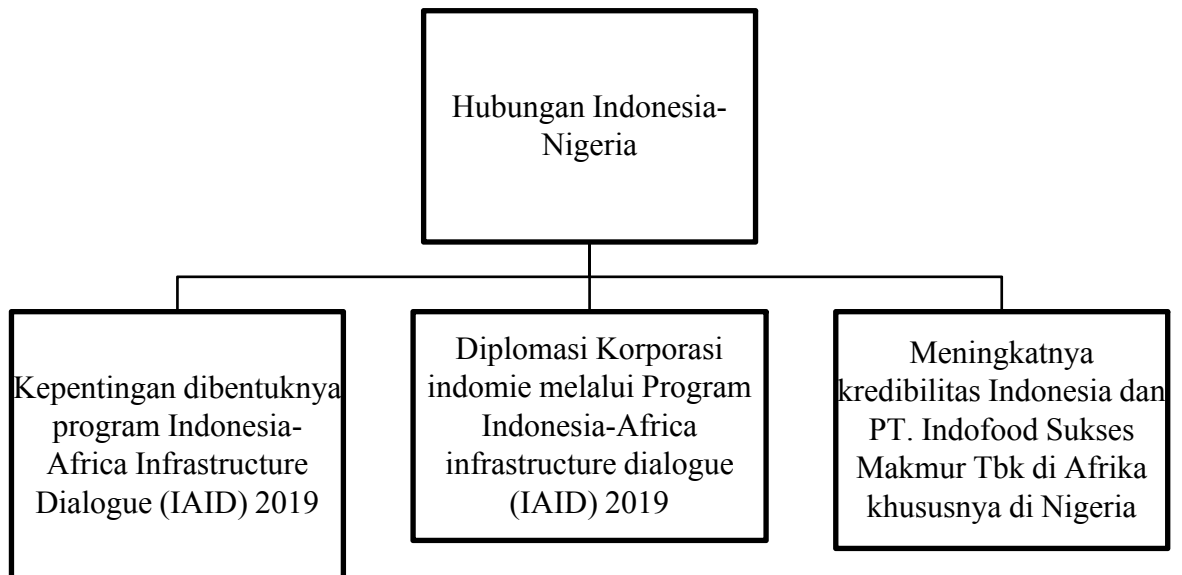 Hubungan Indonesia-
Nigeria
Kepentingan dibentuknya
program Indonesia-
Africa Infrastructure
Dialogue (IAID) 2019
Diplomasi Korporasi
indomie melalui Program
Indonesia-Africa
infrastructure dialogue
(IAID) 2019
Meningkatnya
kredibilitas Indonesia dan
PT. Indofood Sukses
Makmur Tbk di Afrika
khususnya di Nigeria